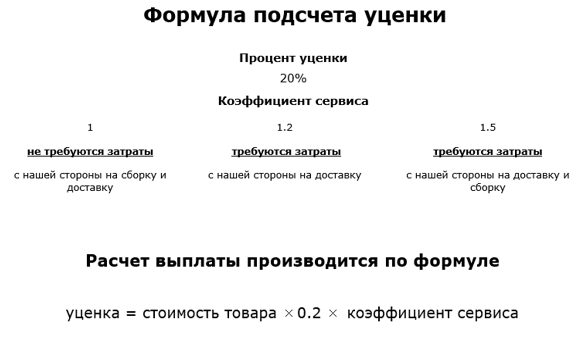 Формула подсчета уценки
Процент уценки
20%
Коэффициент сервиса
1
не требуются затраты
с нашей стороны на сборку и
доставку
1.2
требуются затраты
с нашей стороны на доставку
1.5
требуются затраты
с нашей стороны на доставку и
сборку
Расчет выплаты производится по формуле
уценка = стоимость товара ×0.2 × коэффициент сервиса